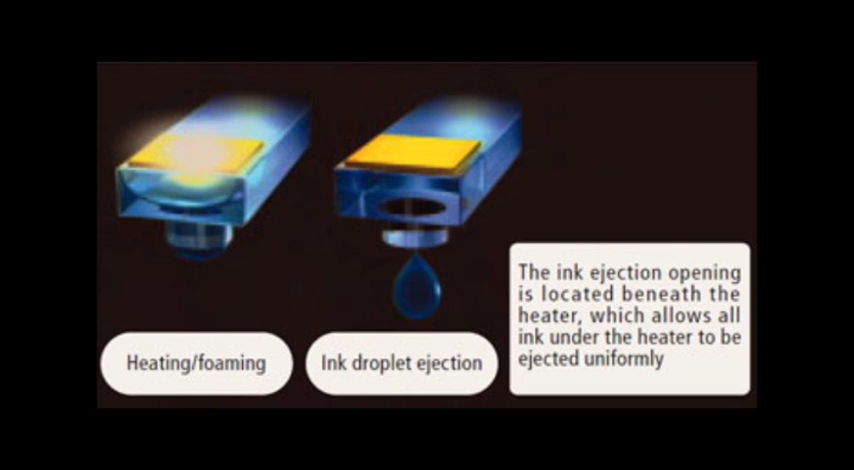 Heating/foaming
Ink droplet ejection
The ink ejection opening
is located beneath the
heater, which allows all
ink under the heater to be
ejected uniformly